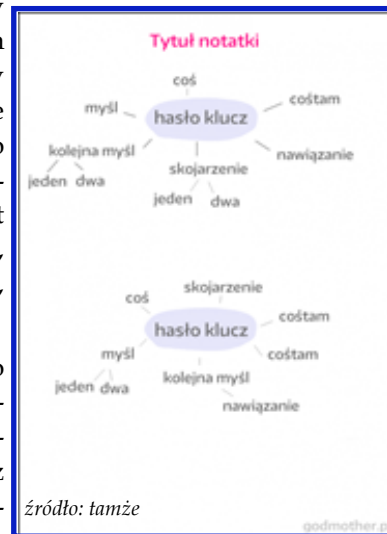 Tytuł notatki
coś
myśl
cośtam
hasło klucz
kolejna myśl
nawiązanie
skojarzenie
jeden dwa
jeden dwa
skojarzenie
coś
cośtam
hasło klucz
myśl
cośtam
kolejna myśl
jeden dwa
nawiązanie
źródło: tamże